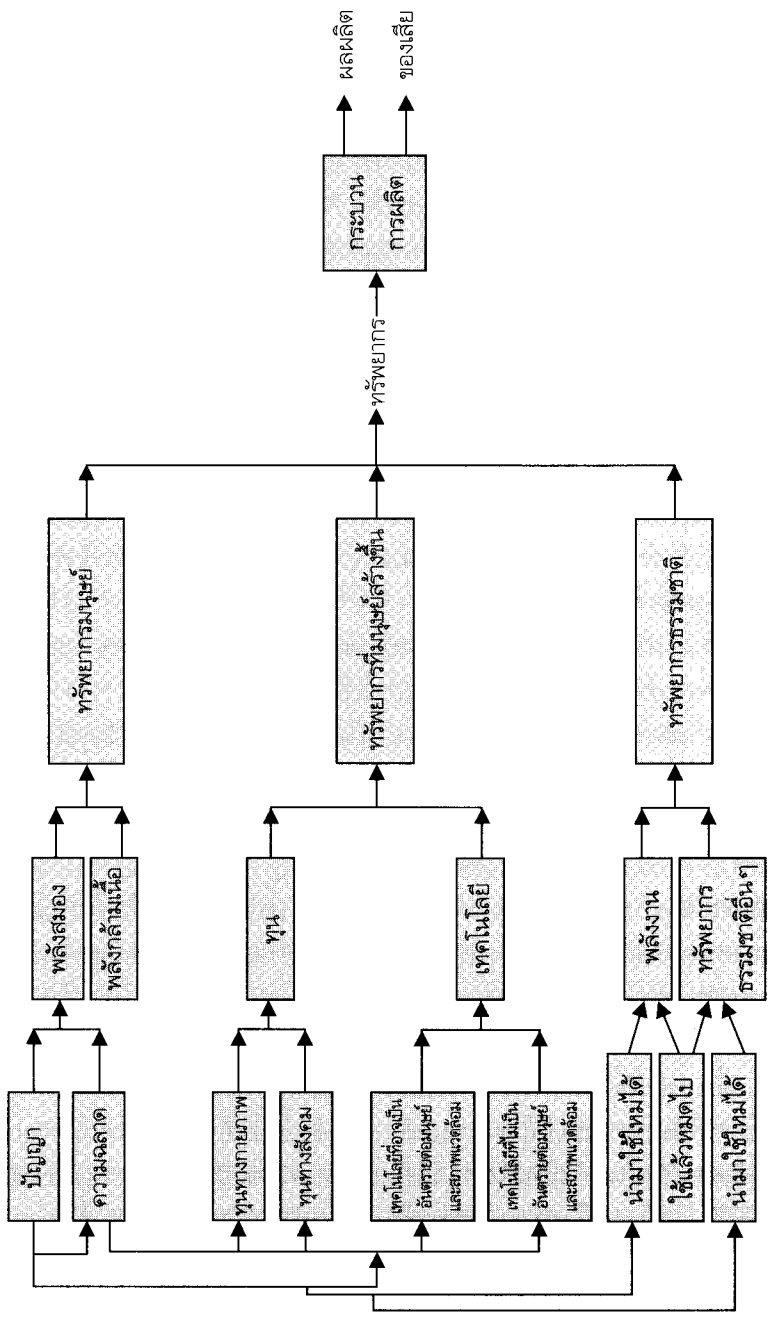 ปัญญา
ความฉลาด
ทุนทางกายภาพ
ทุนทางสังคม
เทคโนโลยีที่อาจเป็น
อันตรายต่อมนุษย์
และสภาพแวดล้อม
เทคโนโลยีที่ไม่เป็น
อันตรายต่อมนุษย์
และสภาพแวดล้อม
นำมาใช้ใหม่ได้
ใช้แล้วหมดไป
นำมาใช้ใหม่ได้
พลังสมอง
พลังกล้ามเนื้อ
ทุน
เทคโนโลยี
พลังงาน
ทรัพยากร
ธรรมชาติอื่นๆ
ทรัพยากรมนุษย์
ทรัพยากรที่มนุษย์สร้างขึ้น
ทรัพยากรธรรมชาติ
ทรัพยากร
กระบวน
การผลิต
ผลผลิต
ของเสีย